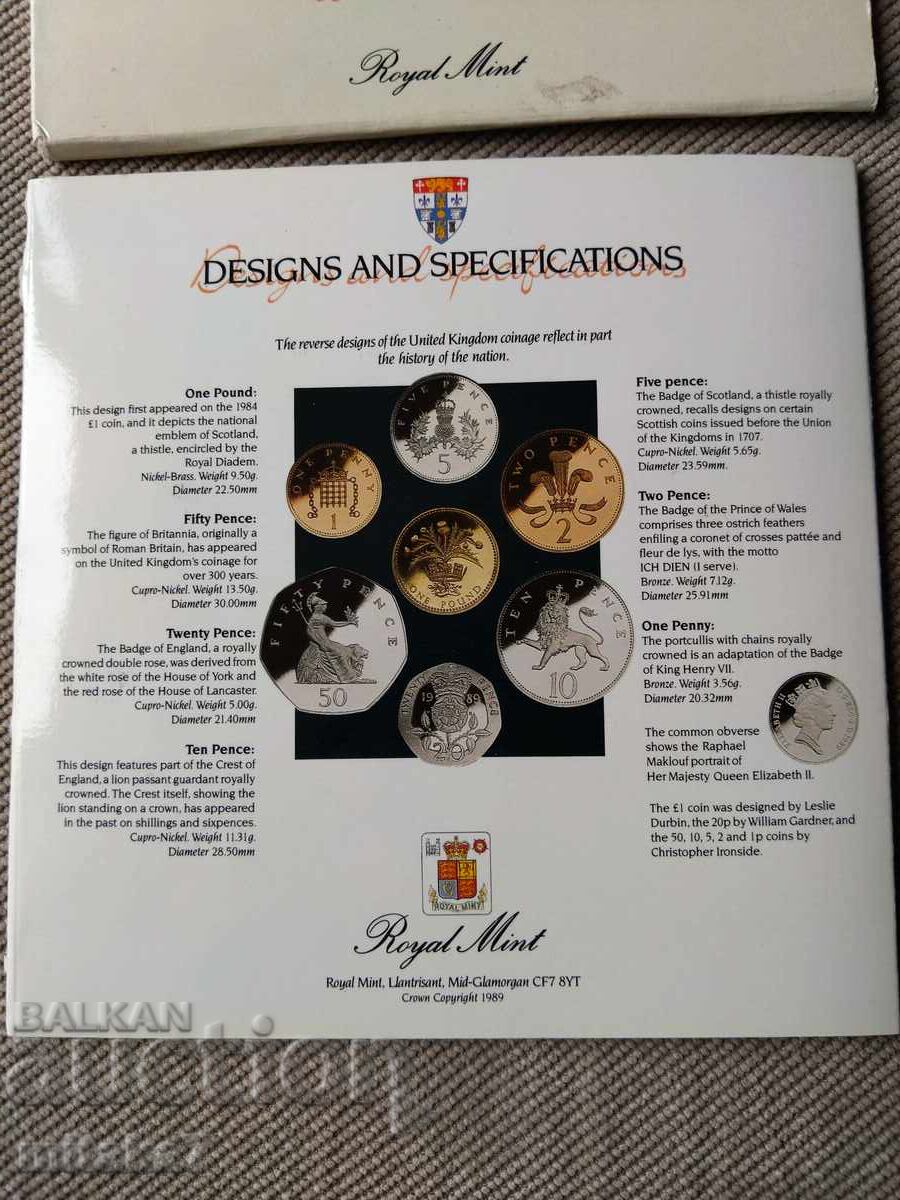 Royal Mint
DESIGNS AND SPECIFICATIONS
Designs and specifications
The reverse designs of the United Kingdom coinage reflect in part
the history of the nation.
One Pound:
This design first appeared on the 1984
£1 coin, and it depicts the national
emblem of Scotland,
a thistle, encircled by the
Royal Diadem.
Nickel-Brass. Weight 9.50g.
Diameter 22.50mm
Fifty Pence:
The figure of Britannia, originally a
symbol of Roman Britain, has appeared
on the United Kingdom's coinage for
over 300 years.
Cupro-Nickel. Weight 13.50g.
Diameter 30.00mm
Twenty Pence:
The Badge of England, a royally
crowned double rose, was derived from
the white rose of the House of York and
the red rose of the House of Lancaster.
Cupro-Nickel. Weight 5.00g.
Diameter 21.40mm
Ten Pence:
This design features part of the Crest of
England, a lion passant guardant royally
crowned. The Crest itself, showing the
lion standing on a crown, has appeared
in the past on shillings and sixpences.
Cupro-Nickel. Weight 11.31g.
Diameter 28.50mm
FIVE PENCE
5
ONE PENNY
1
TWO PENCE
2
ONE POUND
FIFTY PENCE
50
TEN PENCE
10
TWENTY PENCE
1989
20
Five pence:
The Badge of Scotland, a thistle royally
crowned, recalls designs on certain
Scottish coins issued before the Union
of the Kingdoms in 1707.
Cupro-Nickel. Weight 5.65g.
Diameter 23.59mm.
Two Pence:
The Badge of the Prince of Wales
comprises three ostrich feathers
enfiling a coronet of crosses pattée and
fleur de lys, with the motto
ICH DIEN (I serve).
Bronze. Weight 7.12g.
Diameter 25.91mm
One Penny:
The portcullis with chains royally
crowned is an adaptation of the Badge
of King Henry VII.
Bronze. Weight 3.56g.
Diameter 20.32mm
The common obverse
shows the Raphael
Maklouf portrait of
Her Majesty Queen Elizabeth II.
ELIZABETH II
The £1 coin was designed by Leslie
Durbin, the 20p by William Gardner, and
the 50, 10, 5, 2 and 1p coins by
Christopher Ironside.
ROYAL MINT
Royal Mint
Royal Mint, Llantrisant, Mid-Glamorgan CF7 8YT
Crown Copyright 1989
BALKAN
auction